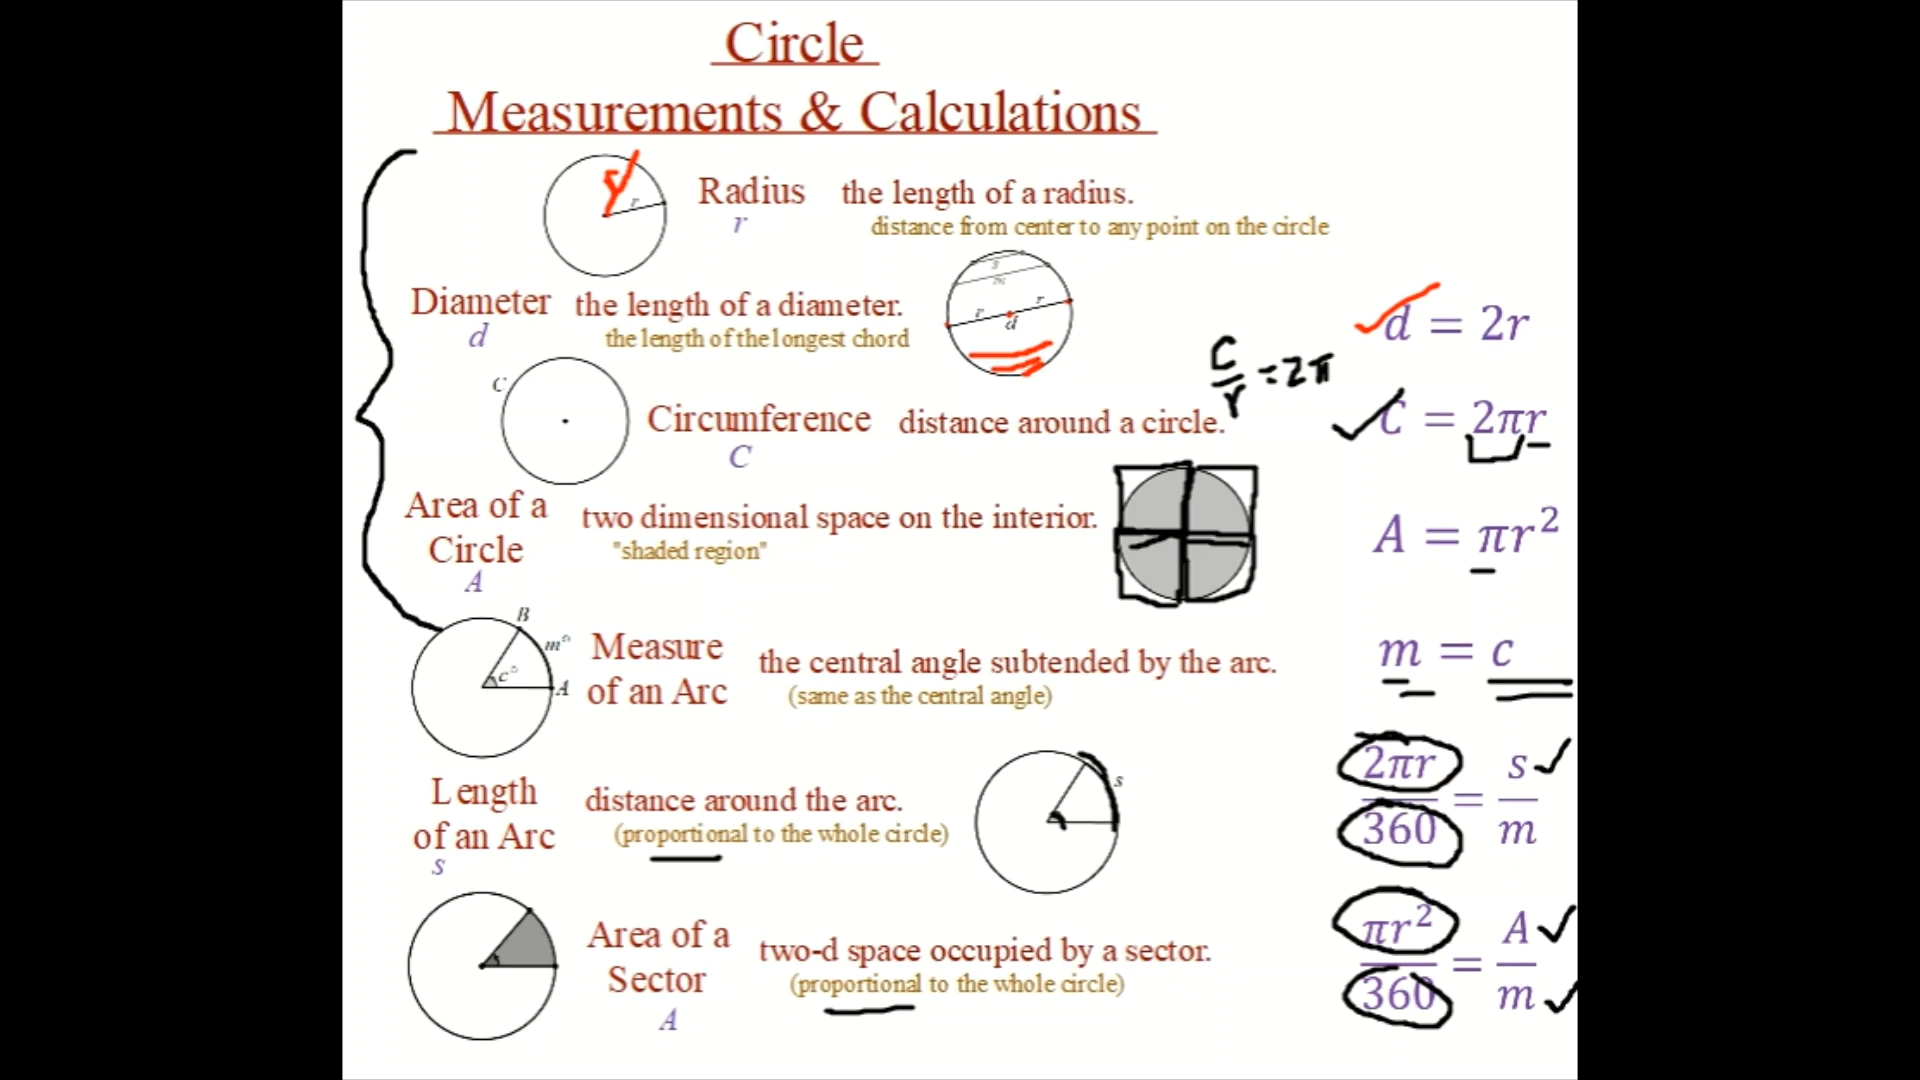 Circle
Measurements & Calculations
r
Radius the length of a radius.
r
distance from center to any point on the circle
Diameter the length of a diameter.
d
the length of the longest chord
r r
d
d = 2r
C/r = 2π
C
Circumference distance around a circle.
C
C = 2πr
Area of a
Circle
A
two dimensional space on the interior.
"shaded region"
A = πr²
B
m°
c°
A
Measure
of an Arc
the central angle subtended by the arc.
(same as the central angle)
m = c
Length
of an Arc
s
distance around the arc.
(proportional to the whole circle)
s
2πr/360 = s/m
Area of a
Sector
A
two-d space occupied by a sector.
(proportional to the whole circle)
πr²/360 = A/m